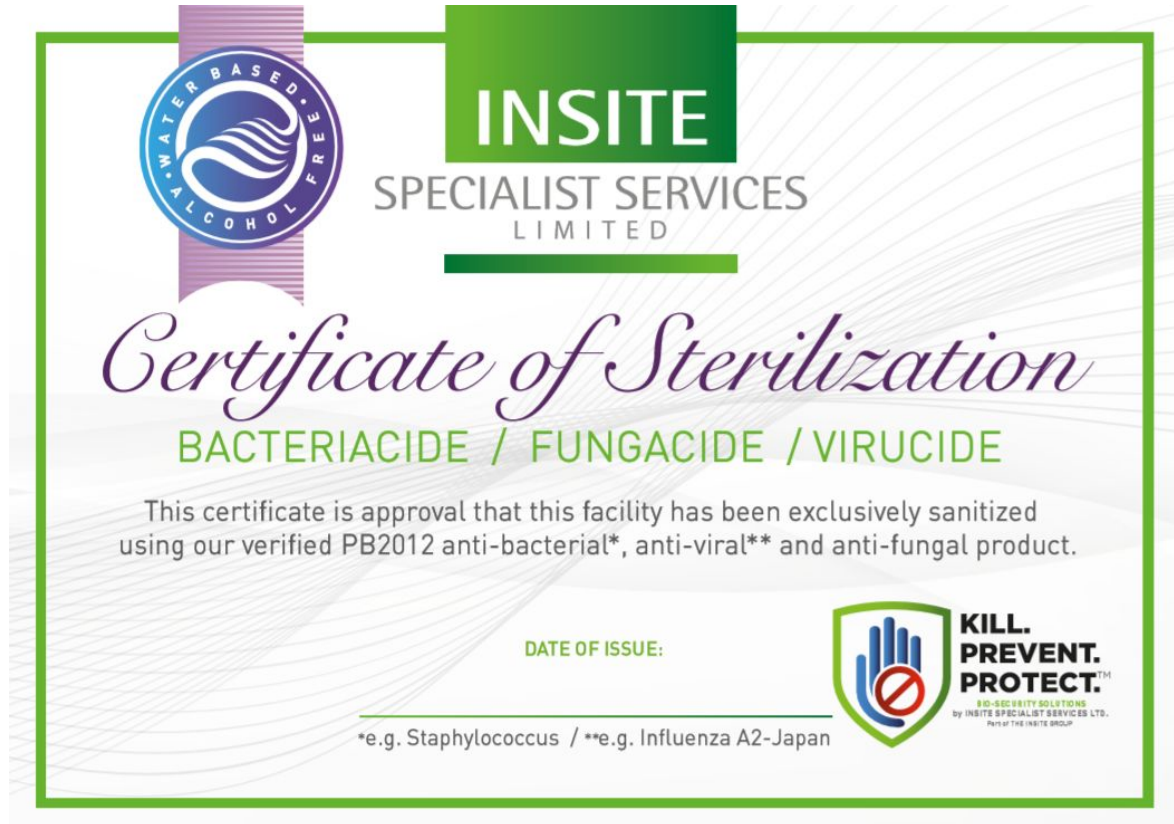 WATER BASED • ALCOHOL FREE •
INSITE
SPECIALIST SERVICES
LIMITED
Certificate of Sterilization
BACTERIACIDE / FUNGACIDE / VIRUCIDE
This certificate is approval that this facility has been exclusively sanitized
using our verified PB2012 anti-bacterial*, anti-viral** and anti-fungal product.
DATE OF ISSUE:
KILL.
PREVENT.
PROTECT.™
BIO-SECURITY SOLUTIONS
by INSITE SPECIALIST SERVICES LTD.
Part of THE INSITE GROUP
*e.g. Staphylococcus / **e.g. Influenza A2-Japan